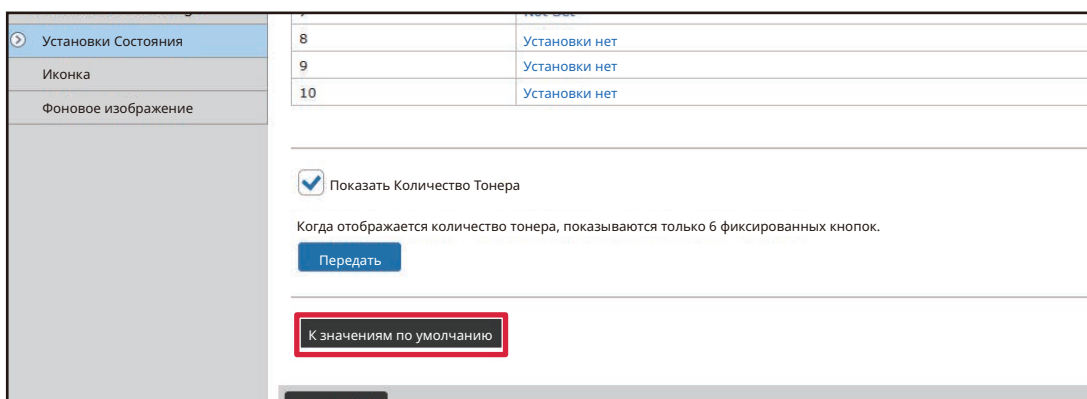 Установки Состояния
Иконка
Фоновое изображение
8 Установки нет
9 Установки нет
10 Установки нет
Показать Количество Тонера
Когда отображается количество тонера, показываются только 6 фиксированных кнопок.
Передать
К значениям по умолчанию